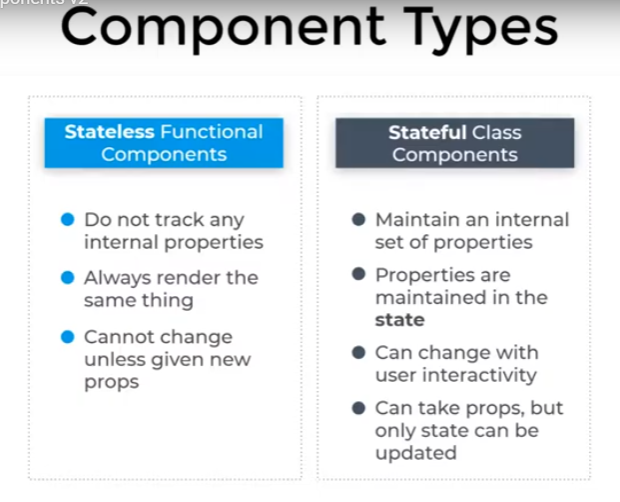 Component Types
Stateless Functional
Components
Do not track any
internal properties
Always render the
same thing
Cannot change
unless given new
props
Stateful Class
Components
Maintain an internal
set of properties
Properties are
maintained in the
state
Can change with
user interactivity
Can take props, but
only state can be
updated